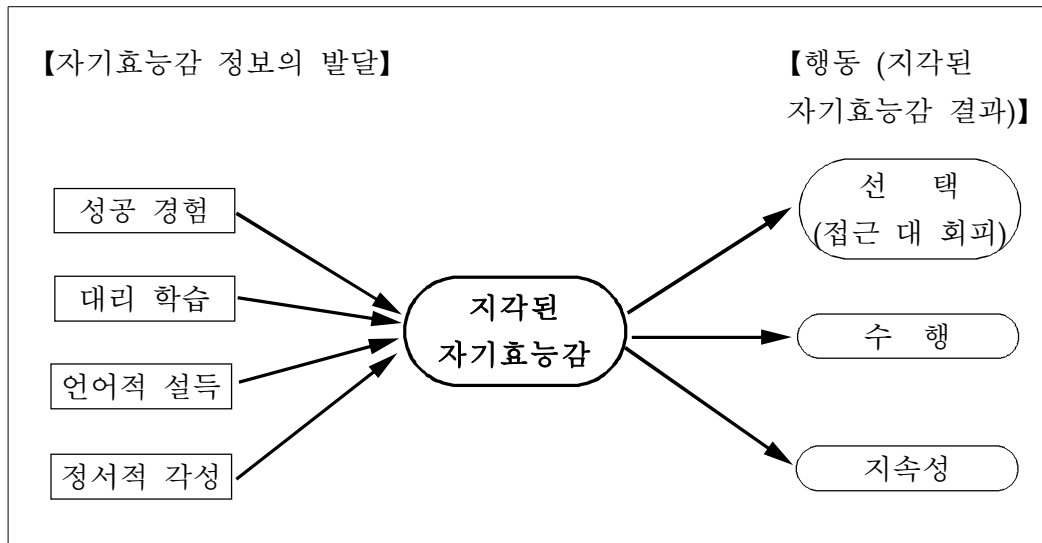 【자기효능감 정보의 발달】
【행동 (지각된
자기효능감 결과)】
성공 경험
대리 학습
언어적 설득
정서적 각성
지각된
자기효능감
선 택
(접근 대 회피)
수 행
지속성